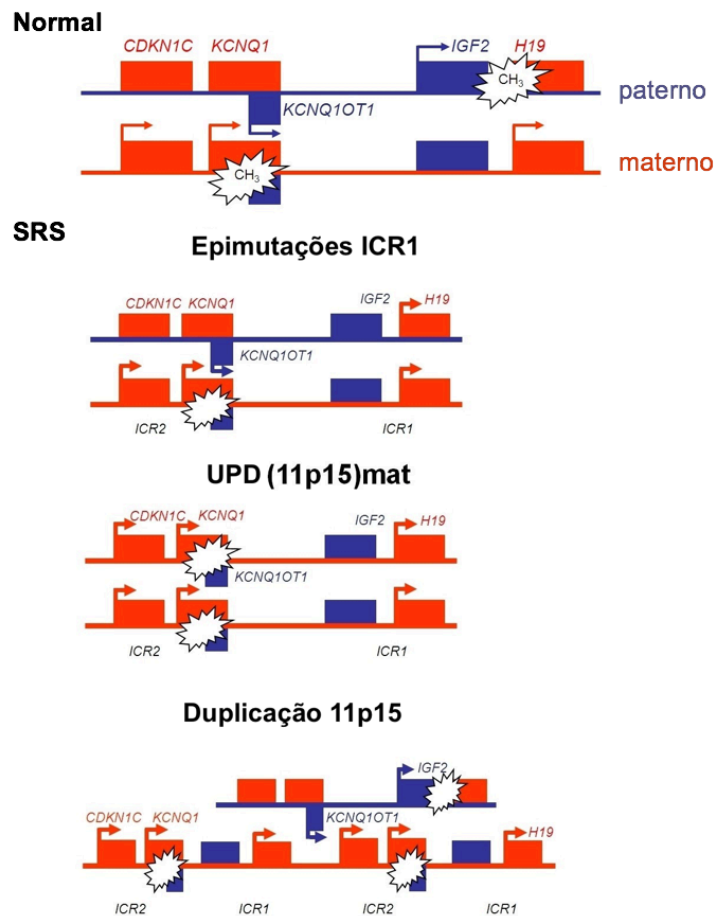 Normal
CDKN1C KCNQ1 IGF2 H19
CH3
paterno
KCNQ1OT1
materno
CH3
SRS
Epimutações ICR1
CDKN1C KCNQ1 IGF2 H19
KCNQ1OT1
ICR2 ICR1
UPD (11p15)mat
CDKN1C KCNQ1 IGF2 H19
KCNQ1OT1
ICR2 ICR1
Duplicação 11p15
IGF2
CDKN1C KCNQ1 KCNQ1OT1 H19
ICR2 ICR1 ICR2 ICR1